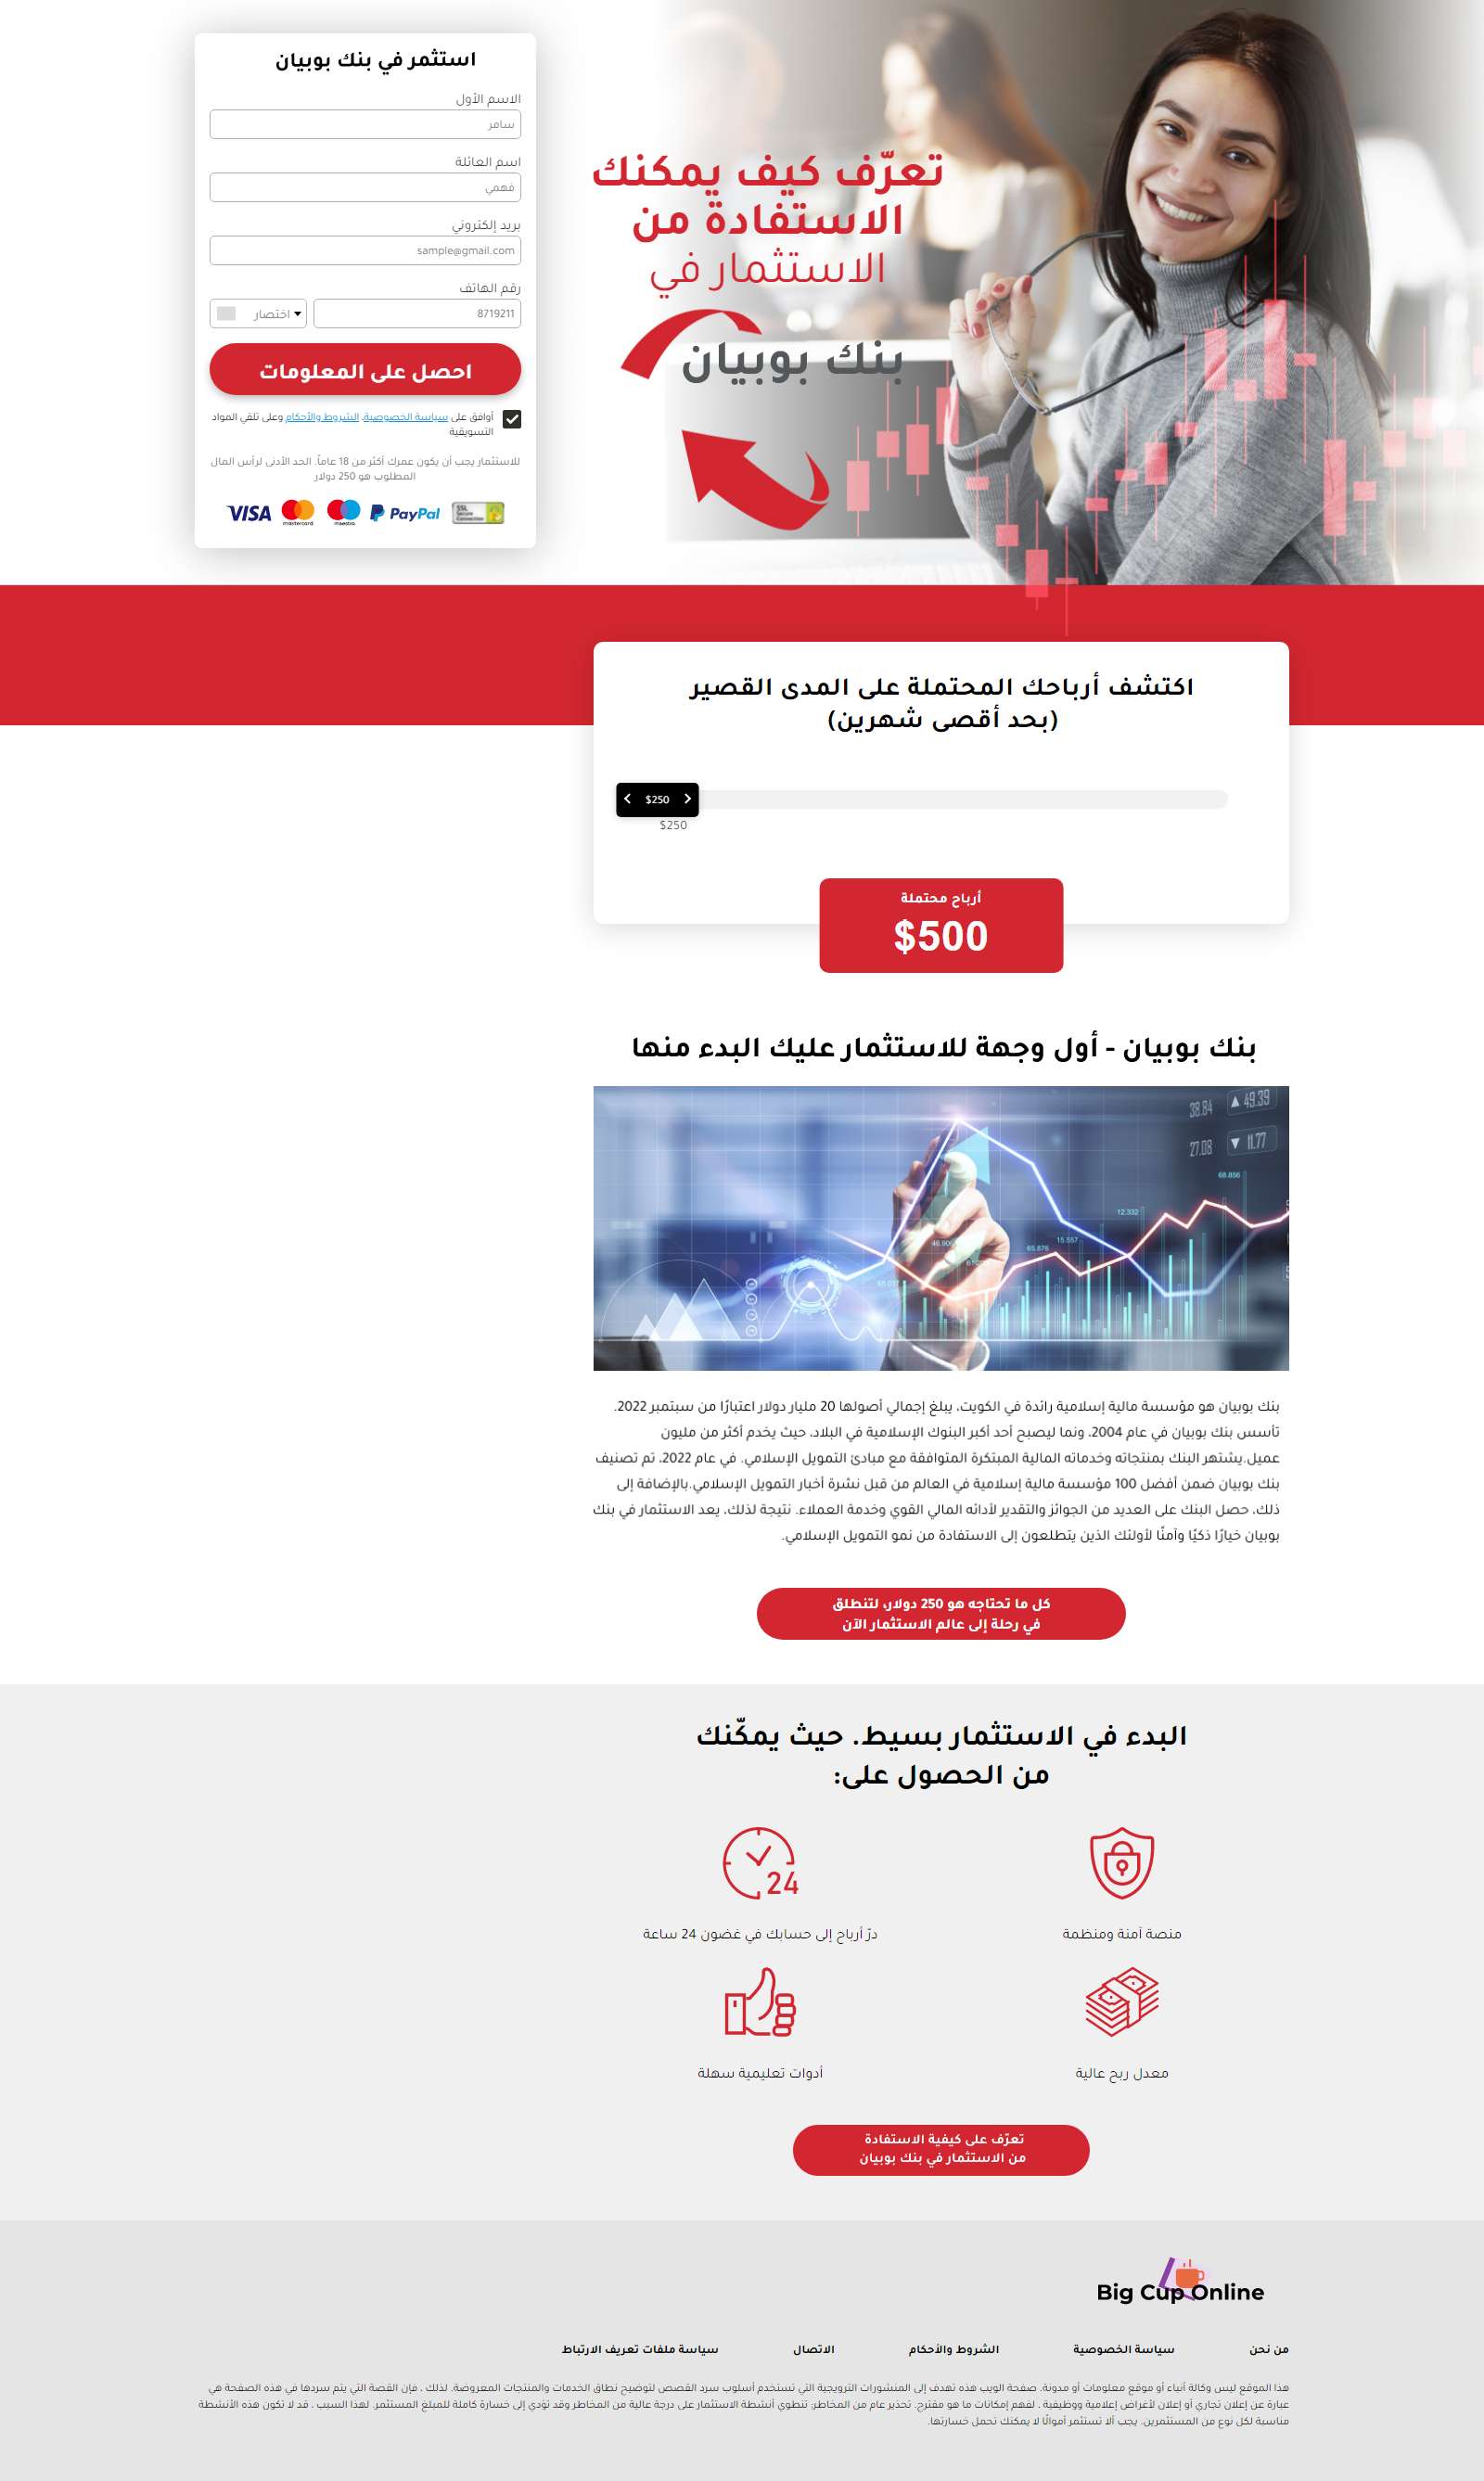 استثمر في بنك بوبيان
الاسم الأول
سامر
اسم العائلة
فهمي
بريد إلكتروني
sample@gmail.com
رقم الهاتف
8719211
اختصار
احصل على المعلومات
أوافق على سياسة الخصوصية، الشروط والأحكام وعلى تلقي المواد
التسويقية
للاستثمار يجب أن يكون عمرك أكثر من 18 عاماً. الحد الأدنى لرأس المال
المطلوب هو 250 دولار
VISA mastercard maestro PayPal SSL Secure Connection
تعرّف كيف يمكنك
الاستفادة من
الاستثمار في
بنك بوبيان
اكتشف أرباحك المحتملة على المدى القصير
(بحد أقصى شهرين)
$250
$250
أرباح محتملة
$500
بنك بوبيان - أول وجهة للاستثمار عليك البدء منها
38.84 ▲ 49.39
27.08 ▼ 11.77
68.856
12.332
15.557
46.906
65.876
65.037
بنك بوبيان هو مؤسسة مالية إسلامية رائدة في الكويت، يبلغ إجمالي أصولها 20 مليار دولار اعتبارًا من سبتمبر 2022.
تأسس بنك بوبيان في عام 2004، ونما ليصبح أحد أكبر البنوك الإسلامية في البلاد، حيث يخدم أكثر من مليون
عميل.يشتهر البنك بمنتجاته وخدماته المالية المبتكرة المتوافقة مع مبادئ التمويل الإسلامي. في عام 2022، تم تصنيف
بنك بوبيان ضمن أفضل 100 مؤسسة مالية إسلامية في العالم من قبل نشرة أخبار التمويل الإسلامي.بالإضافة إلى
ذلك، حصل البنك على العديد من الجوائز والتقدير لأدائه المالي القوي وخدمة العملاء. نتيجة لذلك، يعد الاستثمار في بنك
بوبيان خيارًا ذكيًا وآمنًا لأولئك الذين يتطلعون إلى الاستفادة من نمو التمويل الإسلامي.
كل ما تحتاجه هو 250 دولار، لتنطلق
في رحلة إلى عالم الاستثمار الآن
البدء في الاستثمار بسيط. حيث يمكّنك
من الحصول على:
24
منصة آمنة ومنظمة
درّ أرباح إلى حسابك في غضون 24 ساعة
معدل ربح عالية
أدوات تعليمية سهلة
تعرّف على كيفية الاستفادة
من الاستثمار في بنك بوبيان
Big Cup Online
من نحن
سياسة الخصوصية
الشروط والأحكام
الاتصال
سياسة ملفات تعريف الارتباط
هذا الموقع ليس وكالة أنباء أو موقع معلومات أو مدونة. صفحة الويب هذه تهدف إلى المنشورات الترويجية التي تستخدم أسلوب سرد القصص لتوضيح نطاق الخدمات والمنتجات المعروضة. لذلك ، فإن القصة التي يتم سردها في هذه الصفحة هي
عبارة عن إعلان تجاري أو إعلان لأغراض إعلامية ووظيفية ، لفهم إمكانات ما هو مقترح. تحذير عام من المخاطر: تنطوي أنشطة الاستثمار على درجة عالية من المخاطر وقد تؤدي إلى خسارة كاملة للمبلغ المستثمر. لهذا السبب ، قد لا تكون هذه الأنشطة
مناسبة لكل نوع من المستثمرين. يجب ألا تستثمر أموالًا لا يمكنك تحمل خسارتها.